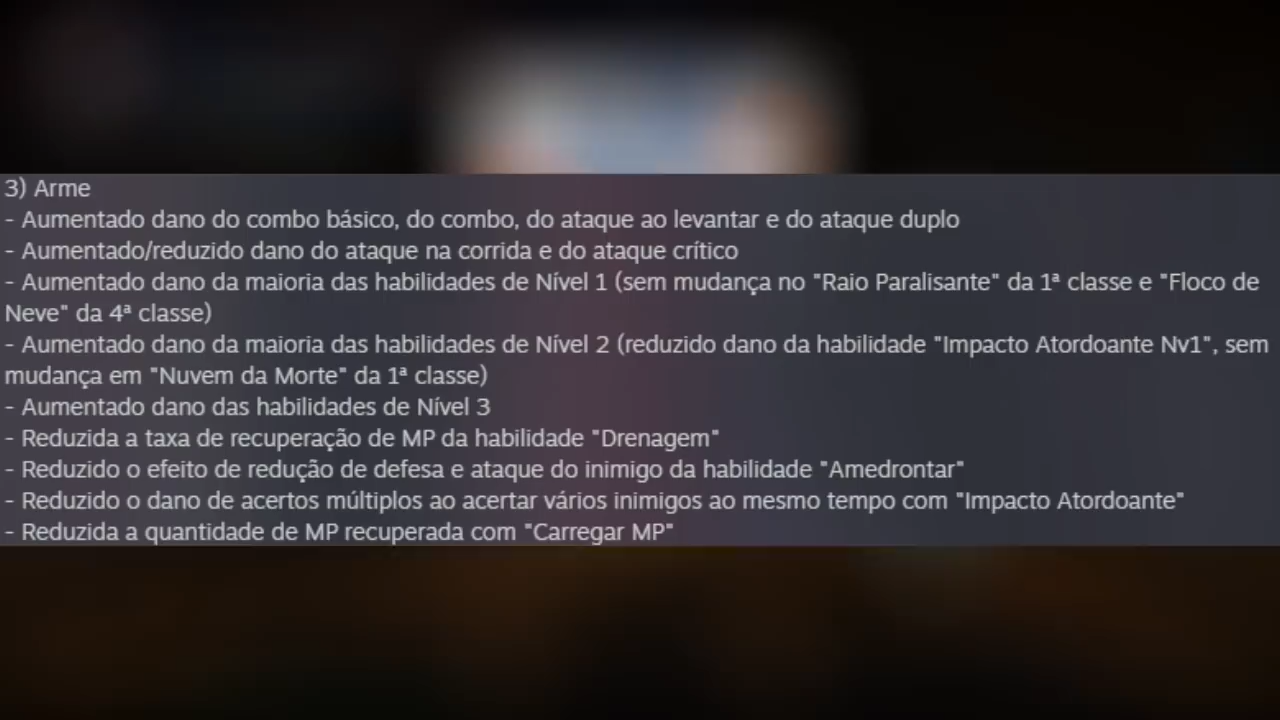 3) Arme
- Aumentado dano do combo básico, do combo, do ataque ao levantar e do ataque duplo
- Aumentado/reduzido dano do ataque na corrida e do ataque crítico
- Aumentado dano da maioria das habilidades de Nível 1 (sem mudança no "Raio Paralisante" da 1ª classe e "Floco de
Neve" da 4ª classe)
- Aumentado dano da maioria das habilidades de Nível 2 (reduzido dano da habilidade "Impacto Atordoante Nv1", sem
mudança em "Nuvem da Morte" da 1ª classe)
- Aumentado dano das habilidades de Nível 3
- Reduzida a taxa de recuperação de MP da habilidade "Drenagem"
- Reduzido o efeito de redução de defesa e ataque do inimigo da habilidade "Amedrontar"
- Reduzido o dano de acertos múltiplos ao acertar vários inimigos ao mesmo tempo com "Impacto Atordoante"
- Reduzida a quantidade de MP recuperada com "Carregar MP"